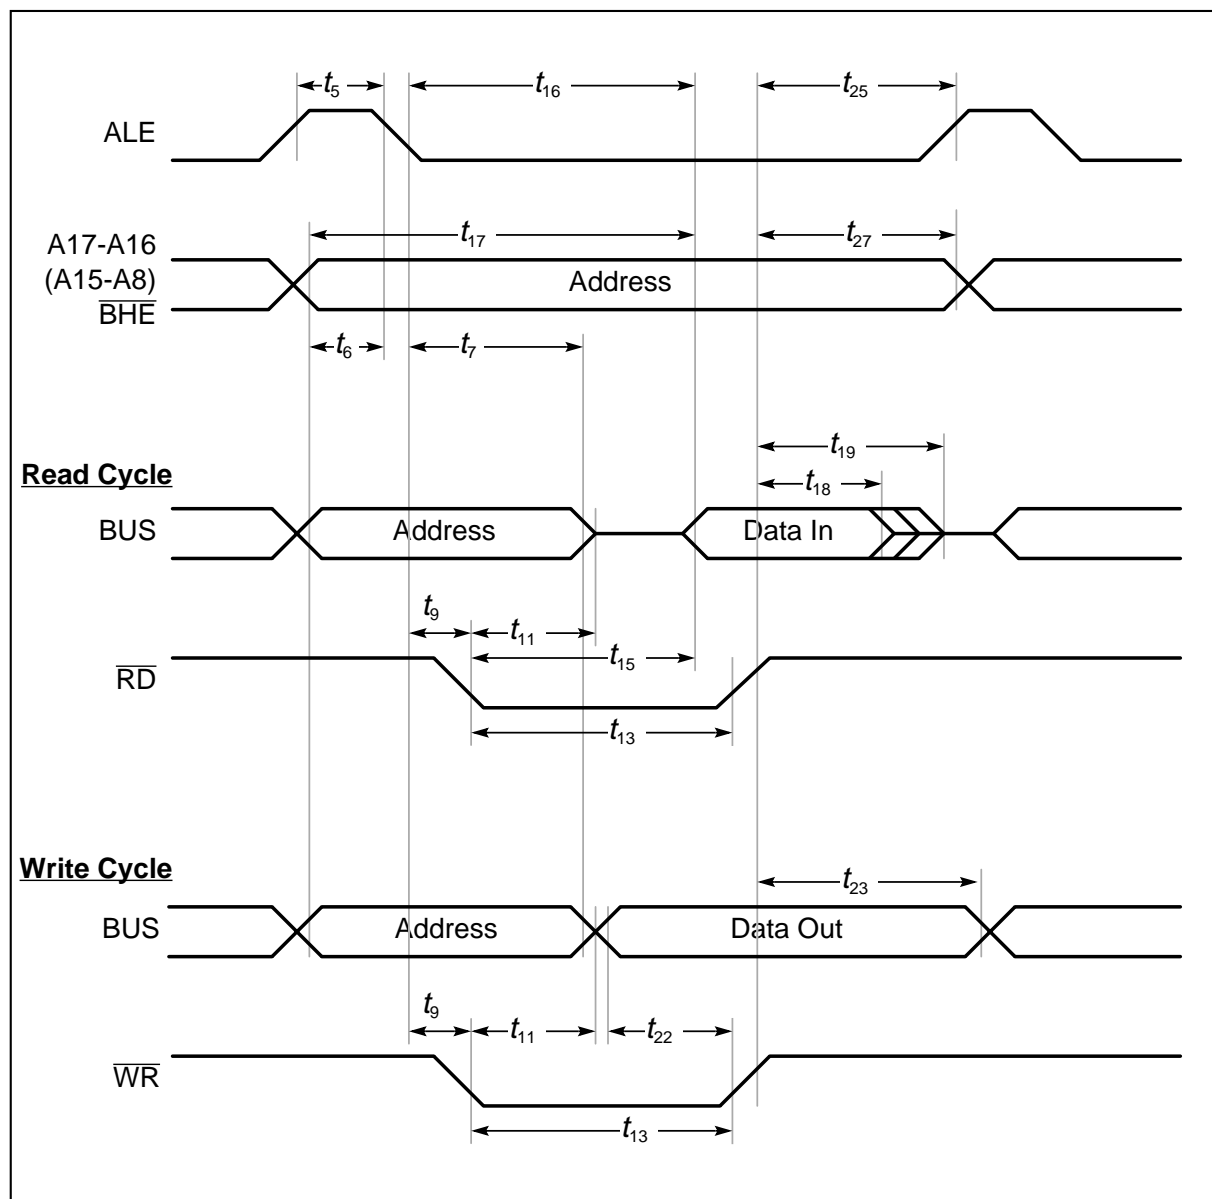 t5
t16
t25
ALE
A17-A16
(A15-A8)
BHE
t17
t27
Address
t6
t7
t19
t18
Read Cycle
BUS
Address
Data In
t9
t11
t15
RD
t13
Write Cycle
t23
BUS
Address
Data Out
t9
t11
t22
WR
t13